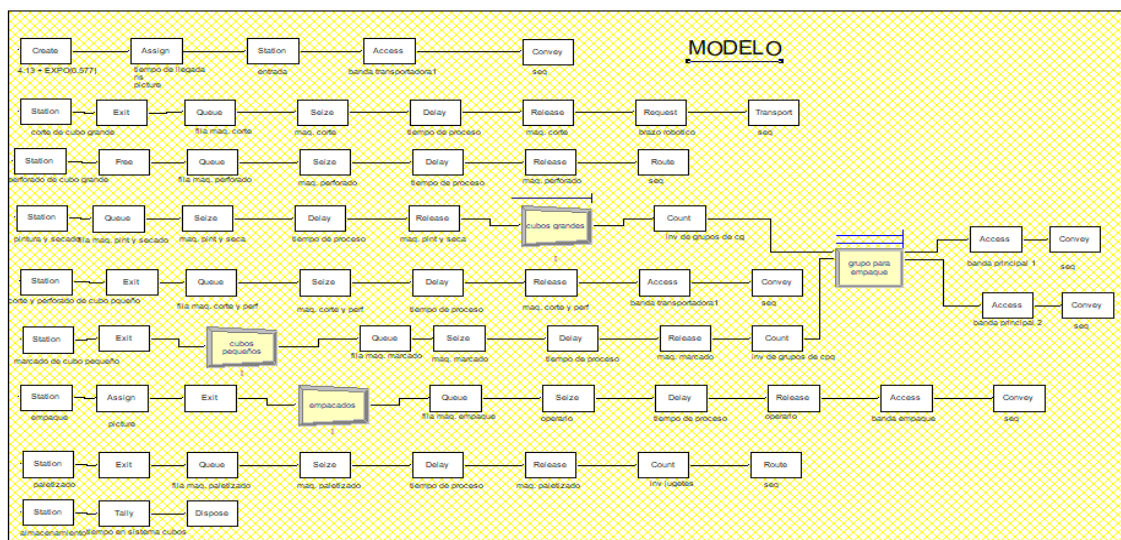 MODELO
Create Assign Station Access Convey
4.13 + EXPO(0.577) tiempo de llegada entrada banda transportadora1 seq
ns
picture
Station Exit Queue Seize Delay Release Request Transport
corte de cubo grande fila maq. corte maq. corte tiempo de proceso maq. corte brazo robotico seq
Station Free Queue Seize Delay Release Route
perforado de cubo grande fila maq. perforado maq. perforado tiempo de proceso maq. perforado seq
Station Queue Seize Delay Release cubos grandes Count
pintura y secado fila maq. pint y secado maq. pint y seca tiempo de proceso maq. pint y seca inv de grupos de cg
grupo para
empaque
Access Convey
banda principal 1 seq
Station Exit Queue Seize Delay Release Access Convey
corte y perforado de cubo pqueño fila maq. corte y perf maq. corte y perf tiempo de proceso maq. corte y perf banda transportadora1 seq
Access Convey
banda principal 2 seq
Station Exit cubos
pequeños
Queue Seize Delay Release Count
marcado de cubo pequeño fila maq. marcado maq. marcado tiempo de proceso maq. marcado inv de grupos de cpq
Station Assign Exit empacados Queue Seize Delay Release Access Convey
empaque picture fila maq. empaque operario tiempo de proceso operario banda empaque seq
Station Exit Queue Seize Delay Release Count Route
paletizado fila maq. paletizado maq. paletizado tiempo de proceso maq. paletizado inv jugetes seq
Station Tally Dispose
almacenamiento tiempo en sistema cubos